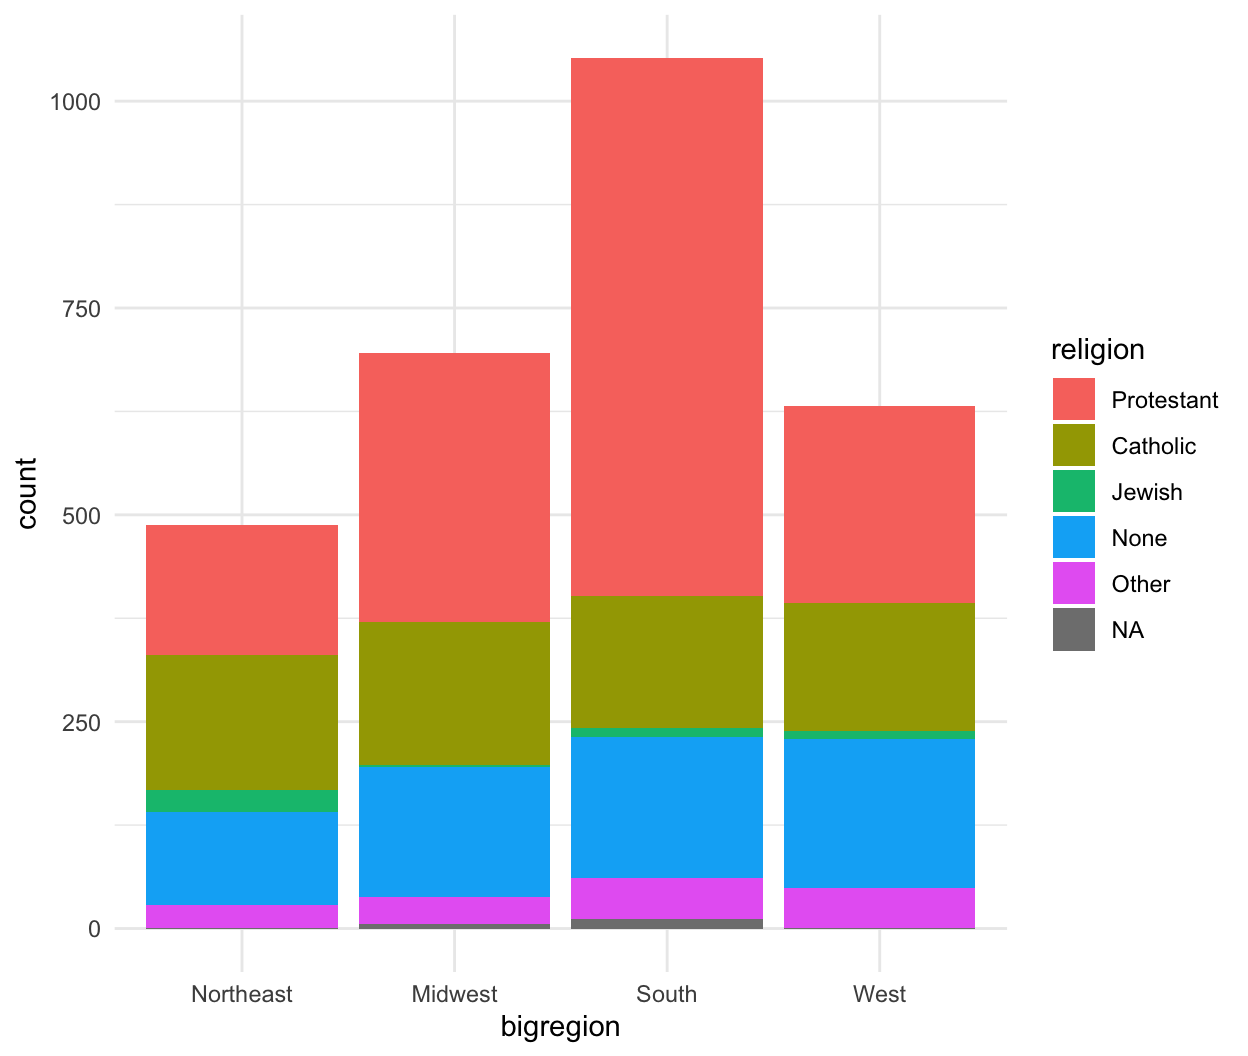 1000
750
500
250
0
count
Northeast
Midwest
South
West
bigregion
religion
Protestant
Catholic
Jewish
None
Other
NA